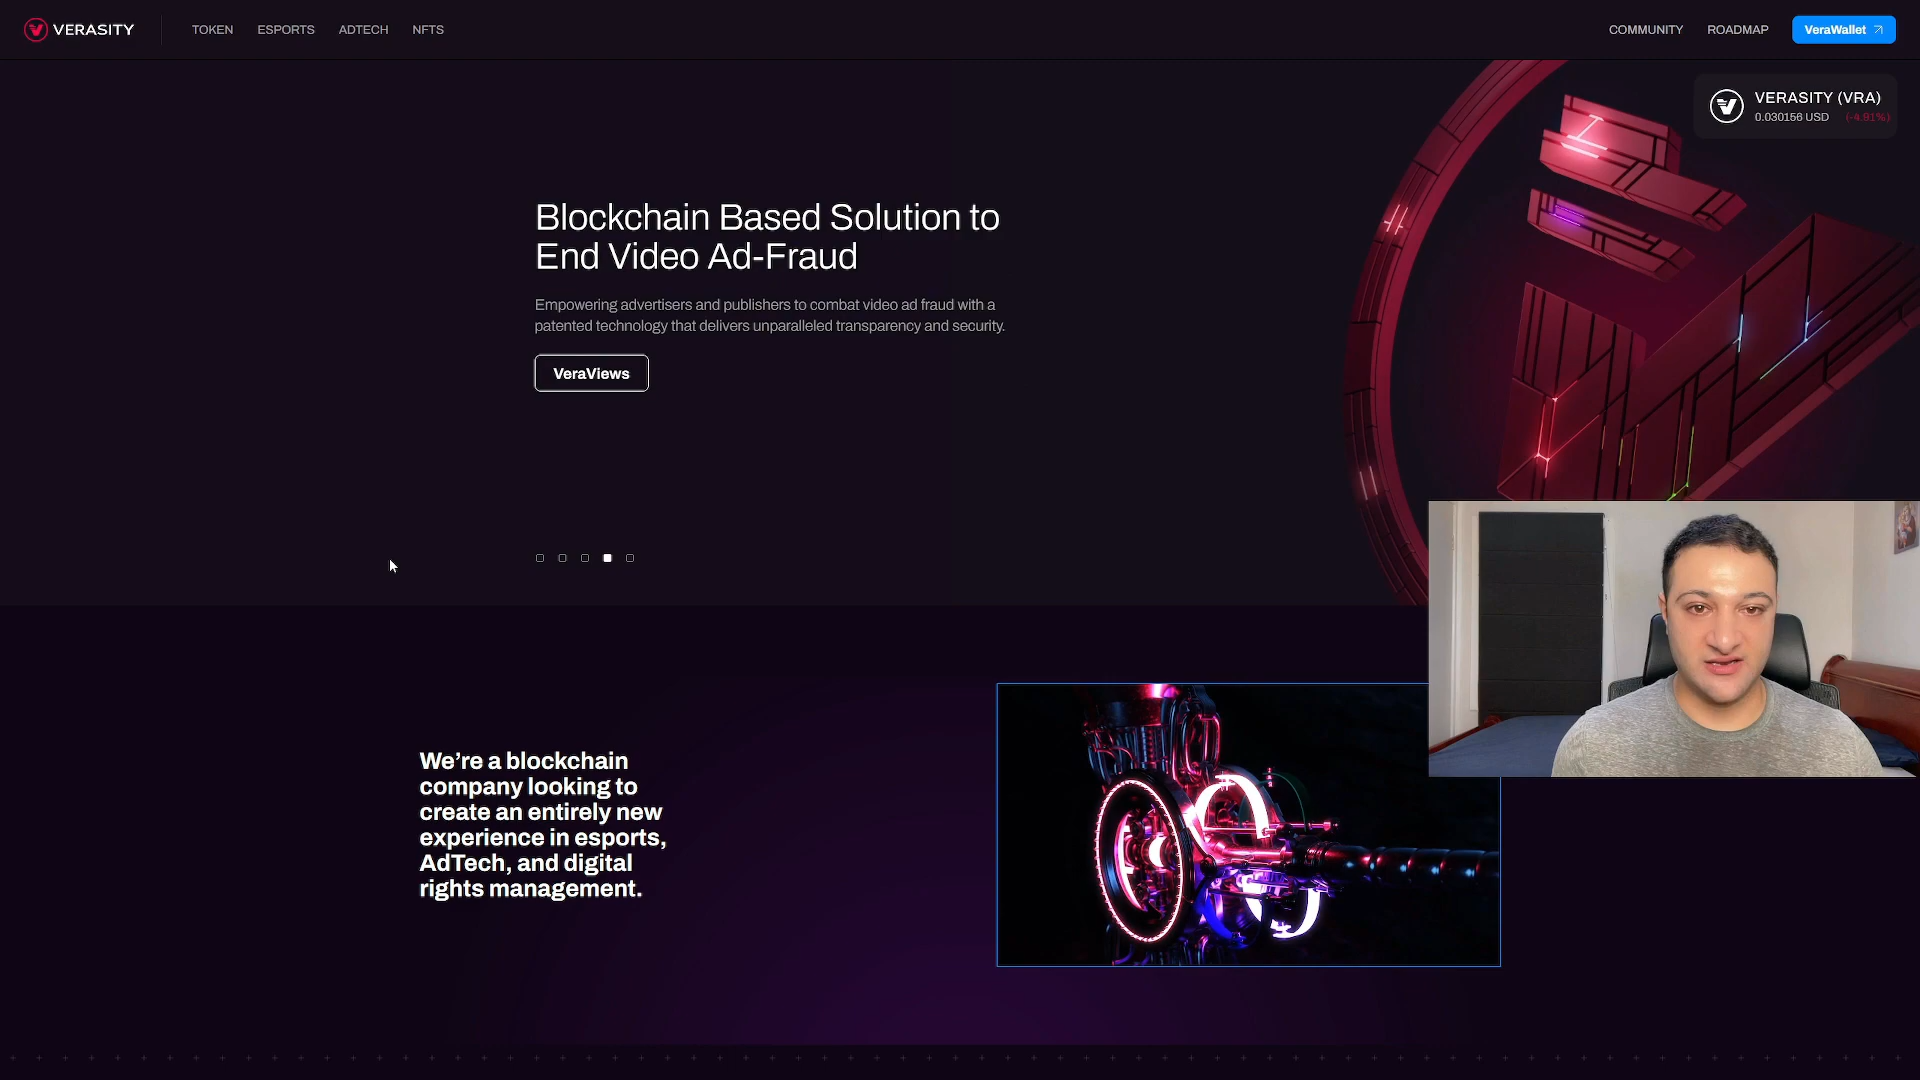 VERASITY
TOKEN
ESPORTS
ADTECH
NFTS
COMMUNITY
ROADMAP
VeraWallet
VERASITY (VRA)
0.030156 USD (-4.91%)
Blockchain Based Solution to
End Video Ad-Fraud
Empowering advertisers and publishers to combat video ad fraud with a
patented technology that delivers unparalleled transparency and security.
VeraViews
We’re a blockchain
company looking to
create an entirely new
experience in esports,
AdTech, and digital
rights management.